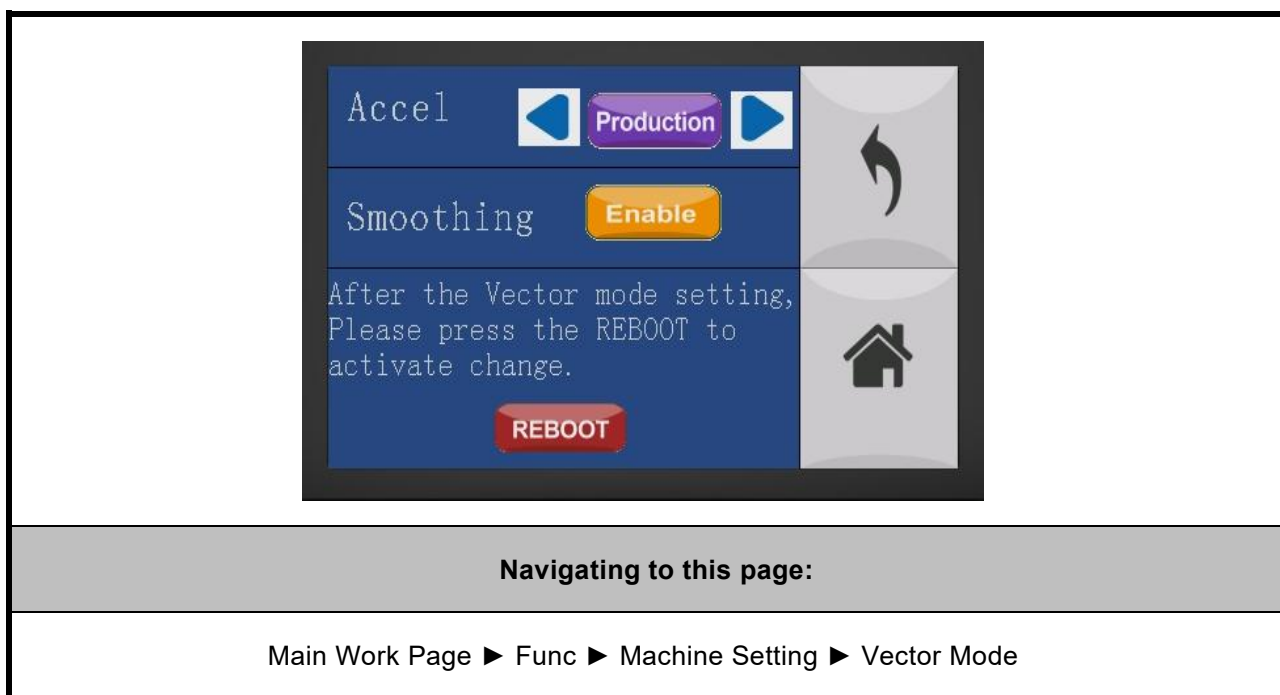 Accel Production
Smoothing Enable
After the Vector mode setting,
Please press the REBOOT to
activate change.
REBOOT
Navigating to this page:
Main Work Page ► Func ► Machine Setting ► Vector Mode